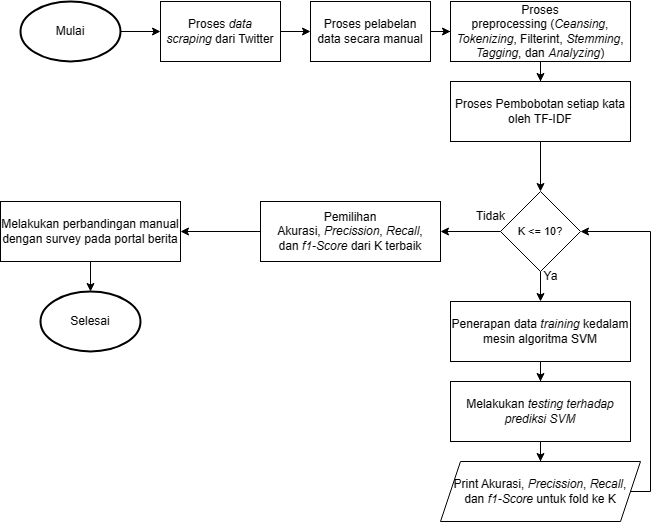 Mulai
Proses data
scraping dari Twitter
Proses pelabelan
data secara manual
Proses
preprocessing (Ceansing,
Tokenizing, Filterint, Stemming,
Tagging, dan Analyzing)
Proses Pembobotan setiap kata
oleh TF-IDF
K <= 10?
Tidak
Ya
Pemilihan
Akurasi, Precission, Recall,
dan f1-Score dari K terbaik
Melakukan perbandingan manual
dengan survey pada portal berita
Selesai
Penerapan data training kedalam
mesin algoritma SVM
Melakukan testing terhadap
prediksi SVM
Print Akurasi, Precission, Recall,
dan f1-Score untuk fold ke K